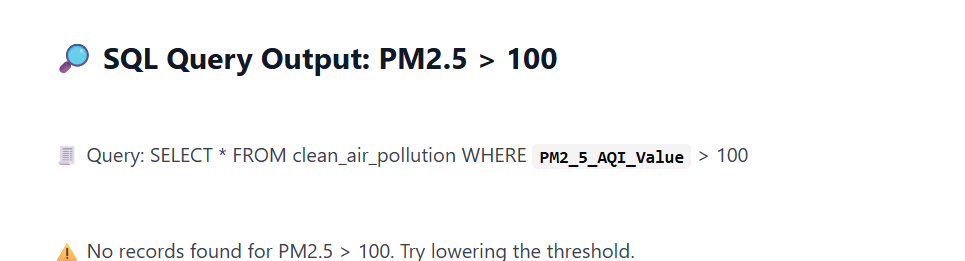 SQL Query Output: PM2.5 > 100
Query: SELECT * FROM clean_air_pollution WHERE PM2_5_AQI_Value > 100
No records found for PM2.5 > 100. Try lowering the threshold.